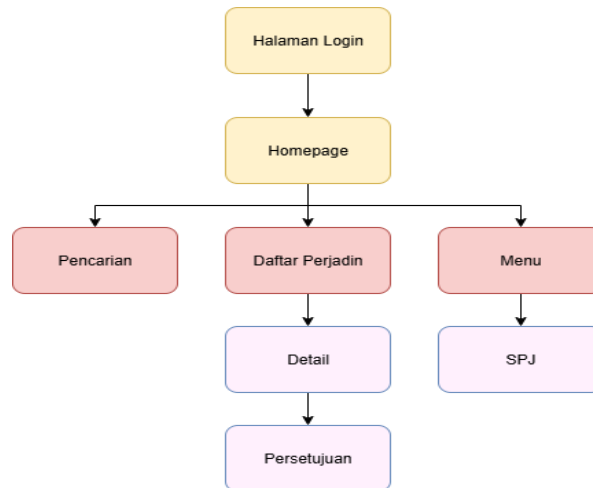 Halaman Login
Homepage
Pencarian
Daftar Perjadin
Menu
Detail
SPJ
Persetujuan